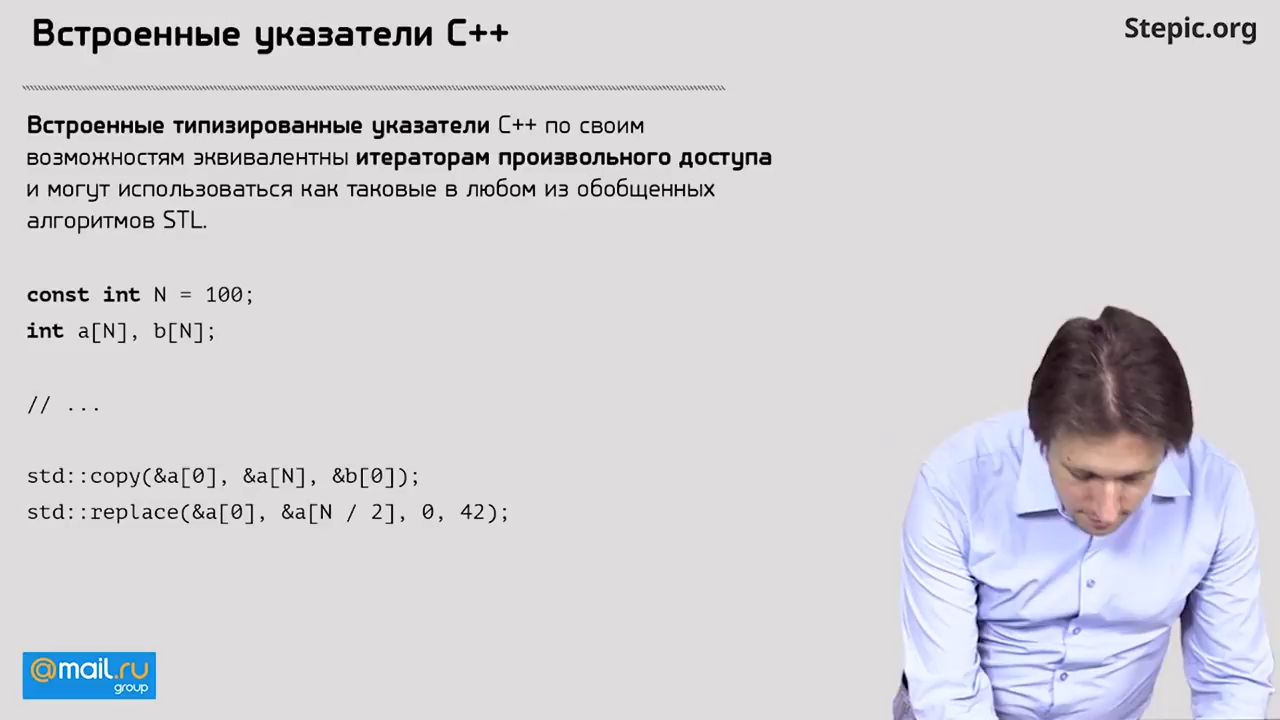 Встроенные указатели C++
Stepic.org
Встроенные типизированные указатели C++ по своим
возможностям эквивалентны итераторам произвольного доступа
и могут использоваться как таковые в любом из обобщенных
алгоритмов STL.
const int N = 100;
int a[N], b[N];
// ...
std::copy(&a[0], &a[N], &b[0]);
std::replace(&a[0], &a[N / 2], 0, 42);
@mail.ru
group